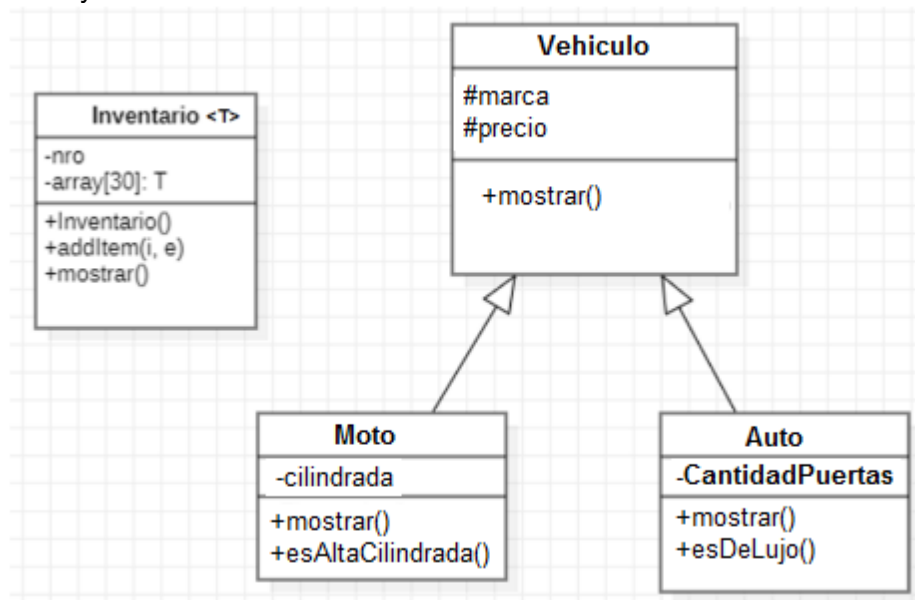 Vehiculo
#marca
#precio
+mostrar()
Inventario <T>
-nro
-array[30]: T
+Inventario()
+addItem(i, e)
+mostrar()
Moto
-cilindrada
+mostrar()
+esAltaCilindrada()
Auto
-CantidadPuertas
+mostrar()
+esDeLujo()